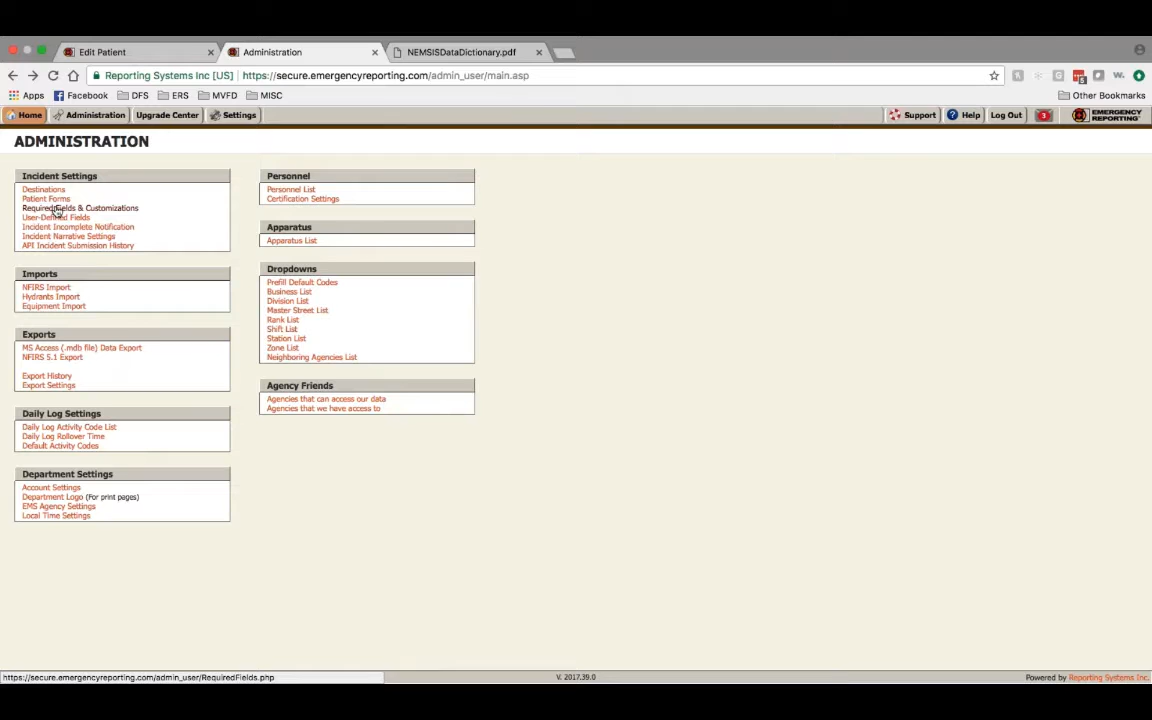 Edit Patient
Administration
NEMSISDataDictionary.pdf
Reporting Systems Inc [US]
https://secure.emergencyreporting.com/admin_user/main.asp
Apps
Facebook
DFS
ERS
MVFD
MISC
Other Bookmarks
Home
Administration
Upgrade Center
Settings
Support
Help
Log Out
3
EMERGENCY
REPORTING
ADMINISTRATION
Incident Settings
Destinations
Patient Forms
Required Fields & Customizations
User-Defined Fields
Incident Incomplete Notification
Incident Narrative Settings
API Incident Submission History
Imports
NFIRS Import
Hydrants Import
Equipment Import
Exports
MS Access (.mdb file) Data Export
NFIRS 5.1 Export
Export History
Export Settings
Daily Log Settings
Daily Log Activity Code List
Daily Log Rollover Time
Default Activity Codes
Department Settings
Account Settings
Department Logo (For print pages)
EMS Agency Settings
Local Time Settings
Personnel
Personnel List
Certification Settings
Apparatus
Apparatus List
Dropdowns
Prefill Default Codes
Business List
Division List
Master Street List
Rank List
Shift List
Station List
Zone List
Neighboring Agencies List
Agency Friends
Agencies that can access our data
Agencies that we have access to
https://secure.emergencyreporting.com/admin_user/RequiredFields.php
V. 2017.39.0
Powered by Reporting Systems Inc.